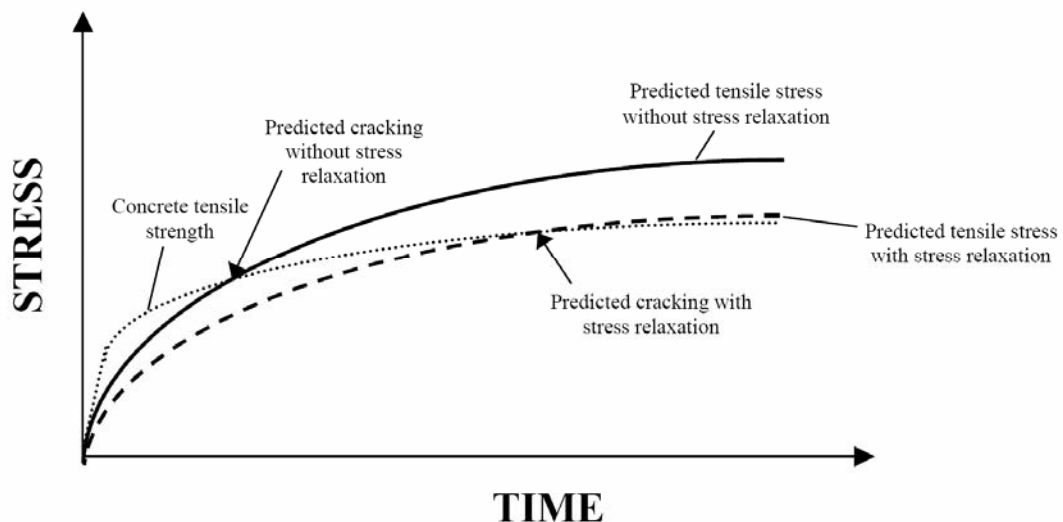 Predicted tensile stress
without stress relaxation
Predicted cracking
without stress
relaxation
Concrete tensile
strength
STRESS
Predicted tensile stress
with stress relaxation
Predicted cracking with
stress relaxation
TIME